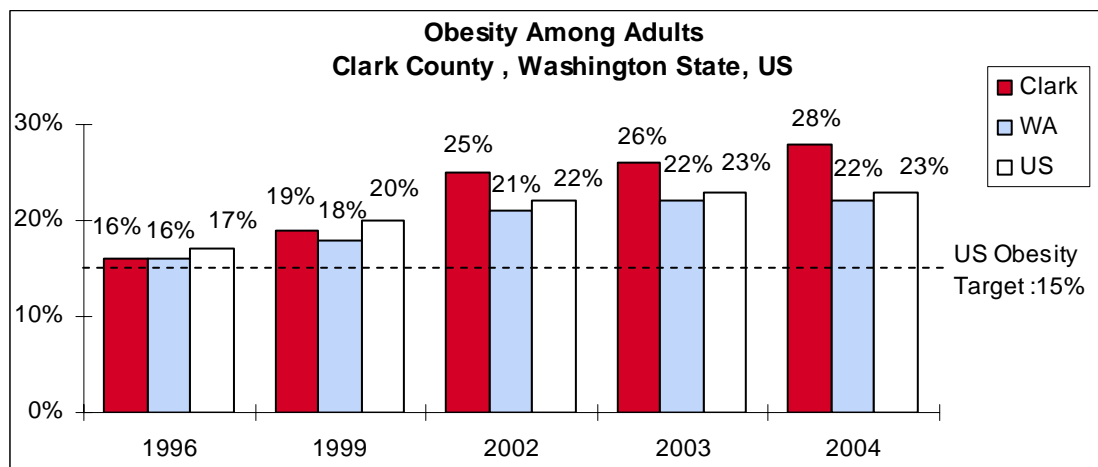 Obesity Among Adults
Clark County , Washington State, US
Clark
WA
US
30%
20%
10%
0%
16% 16% 17%
19% 18% 20%
25% 21% 22%
26% 22% 23%
28% 22% 23%
US Obesity
Target :15%
1996 1999 2002 2003 2004